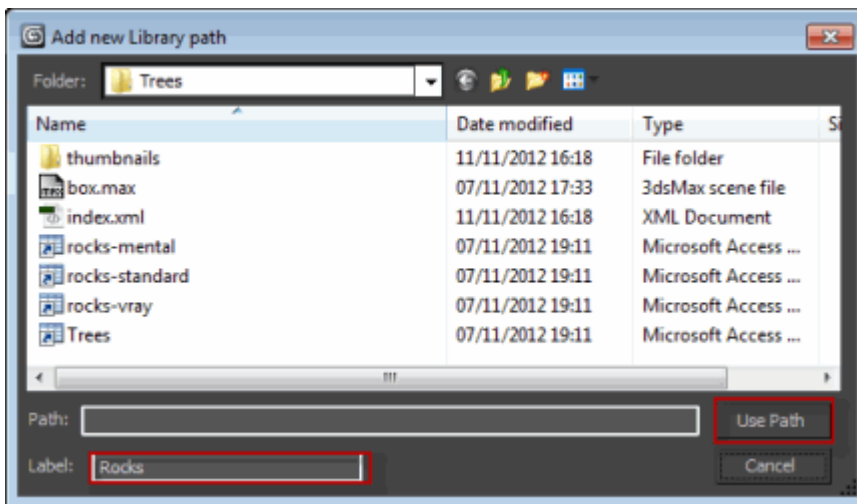 Add new Library path
Folder: Trees
Name Date modified Type Si
thumbnails 11/11/2012 16:18 File folder
box.max 07/11/2012 17:33 3dsMax scene file
index.xml 11/11/2012 16:18 XML Document
rocks-mental 07/11/2012 19:11 Microsoft Access ...
rocks-standard 07/11/2012 19:11 Microsoft Access ...
rocks-vray 07/11/2012 19:11 Microsoft Access ...
Trees 07/11/2012 19:11 Microsoft Access ...
Path: Use Path
Label: Rocks Cancel